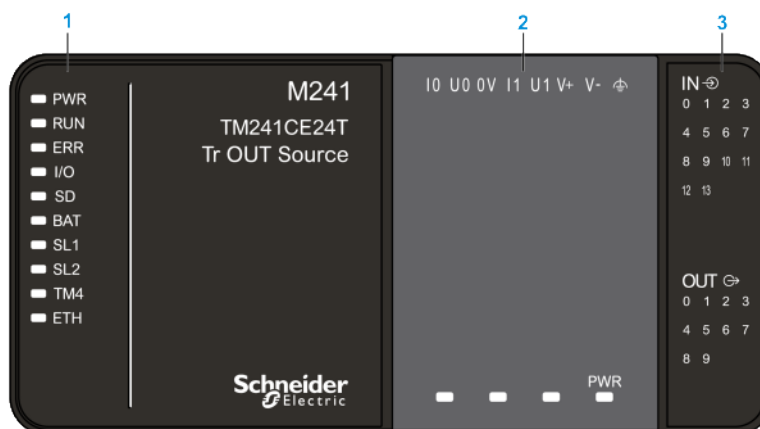 1
2
3
PWR
RUN
ERR
I/O
SD
BAT
SL1
SL2
TM4
ETH
M241
TM241CE24T
Tr OUT Source
Schneider
Electric
I0 U0 0V I1 U1 V+ V-
PWR
IN
0 1 2 3
4 5 6 7
8 9 10 11
12 13
OUT
0 1 2 3
4 5 6 7
8 9